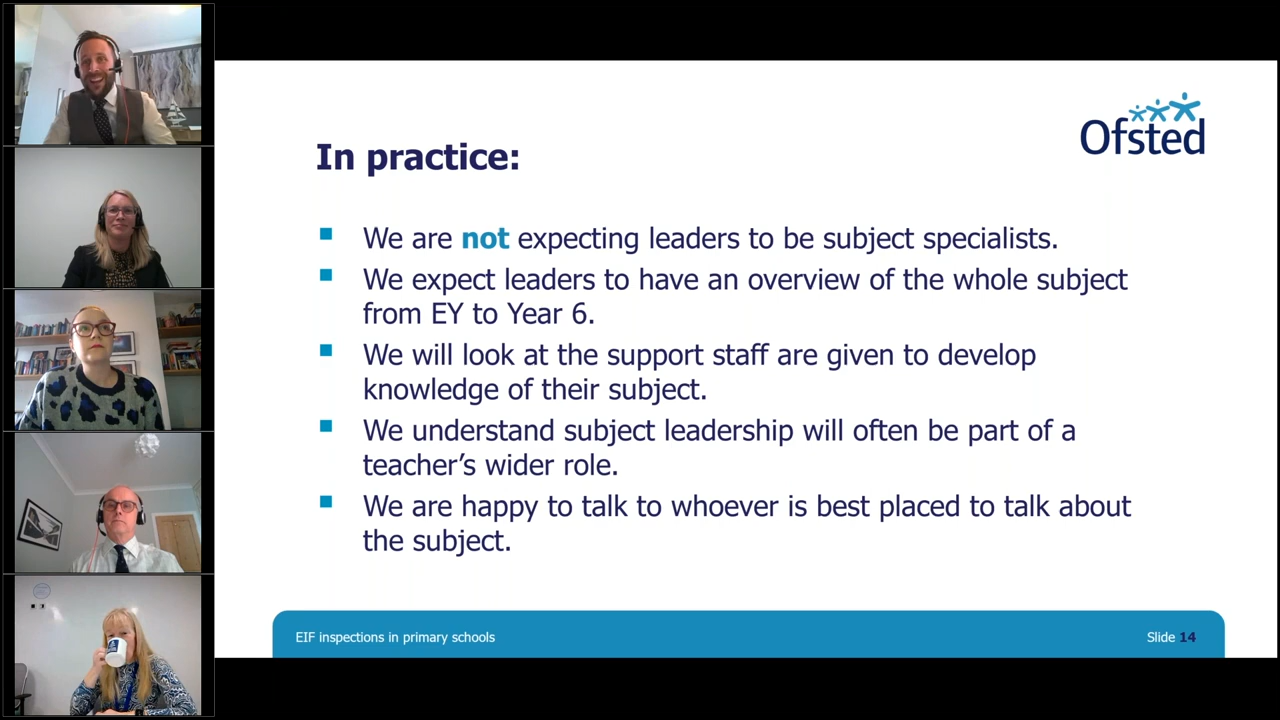 Ofsted
In practice:
We are not expecting leaders to be subject specialists.
We expect leaders to have an overview of the whole subject
from EY to Year 6.
We will look at the support staff are given to develop
knowledge of their subject.
We understand subject leadership will often be part of a
teacher’s wider role.
We are happy to talk to whoever is best placed to talk about
the subject.
EIF inspections in primary schools
Slide 14